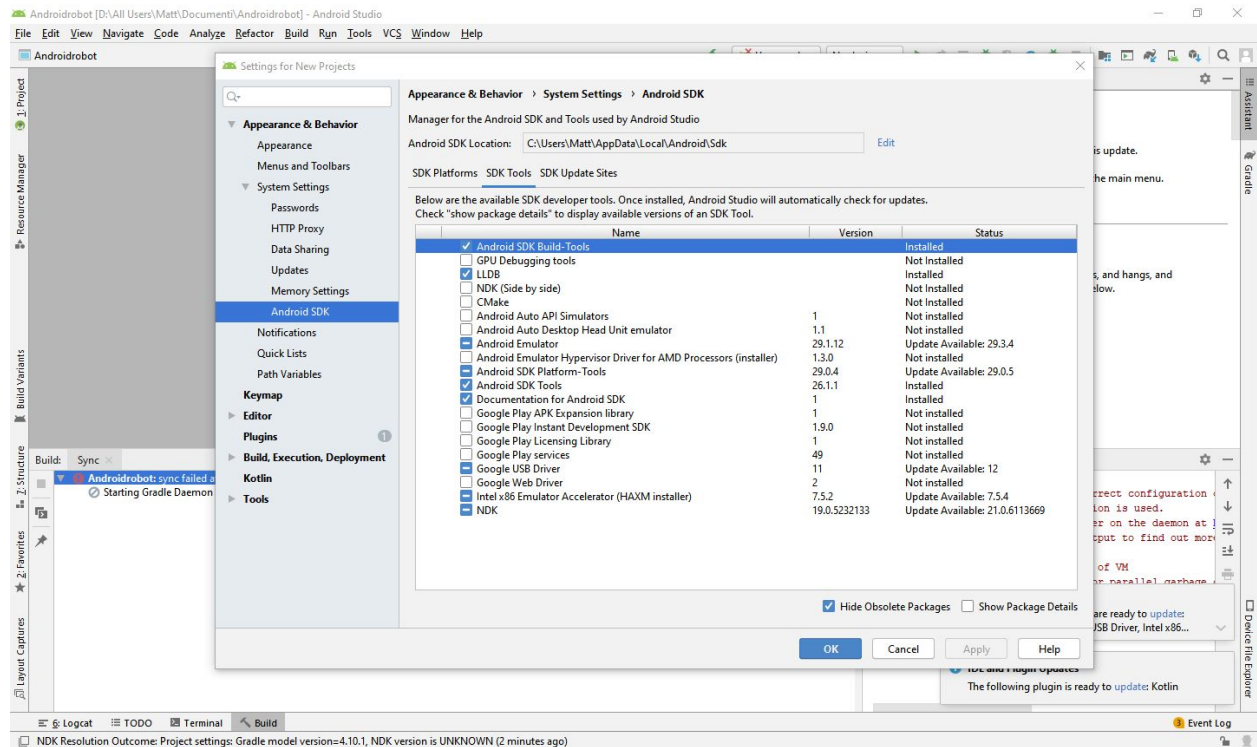 Androidrobot [D:\All Users\Matt\Documenti\Androidrobot] - Android Studio
File Edit View Navigate Code Analyze Refactor Build Run Tools VCS Window Help
Androidrobot
Settings for New Projects
1: Project
Resource Manager
Build Variants
7: Structure
2: Favorites
Layout Captures
Appearance & Behavior
Appearance
Menus and Toolbars
System Settings
Passwords
HTTP Proxy
Data Sharing
Updates
Memory Settings
Android SDK
Notifications
Quick Lists
Path Variables
Keymap
Editor
Plugins 1
Build, Execution, Deployment
Kotlin
Tools
Appearance & Behavior › System Settings › Android SDK
Manager for the Android SDK and Tools used by Android Studio
Android SDK Location: C:\Users\Matt\AppData\Local\Android\Sdk Edit
SDK Platforms SDK Tools SDK Update Sites
Below are the available SDK developer tools. Once installed, Android Studio will automatically check for updates.
Check "show package details" to display available versions of an SDK Tool.
Name Version Status
Android SDK Build-Tools Installed
GPU Debugging tools Not Installed
LLDB Installed
NDK (Side by side) Not Installed
CMake Not Installed
Android Auto API Simulators 1 Not installed
Android Auto Desktop Head Unit emulator 1.1 Not installed
Android Emulator 29.1.12 Update Available: 29.3.4
Android Emulator Hypervisor Driver for AMD Processors (installer) 1.3.0 Not installed
Android SDK Platform-Tools 29.0.4 Update Available: 29.0.5
Android SDK Tools 26.1.1 Installed
Documentation for Android SDK 1 Installed
Google Play APK Expansion library 1 Not installed
Google Play Instant Development SDK 1.9.0 Not installed
Google Play Licensing Library 1 Not installed
Google Play services 49 Not installed
Google USB Driver 11 Update Available: 12
Google Web Driver 2 Not installed
Intel x86 Emulator Accelerator (HAXM installer) 7.5.2 Update Available: 7.5.4
NDK 19.0.5232133 Update Available: 21.0.6113669
Hide Obsolete Packages Show Package Details
OK Cancel Apply Help
is update.
he main menu.
s, and hangs, and
elow.
Assistant
Gradle
Device File Explorer
Build: Sync
Androidrobot: sync failed a
Starting Gradle Daemon
rrect configuration
ion is used.
er on the daemon at
tput to find out more
of VM
or parallel garbage
are ready to update:
JSB Driver, Intel x86...
IDE and Plugin Updates
The following plugin is ready to update: Kotlin
6: Logcat TODO Terminal Build 3 Event Log
NDK Resolution Outcome: Project settings: Gradle model version=4.10.1, NDK version is UNKNOWN (2 minutes ago)